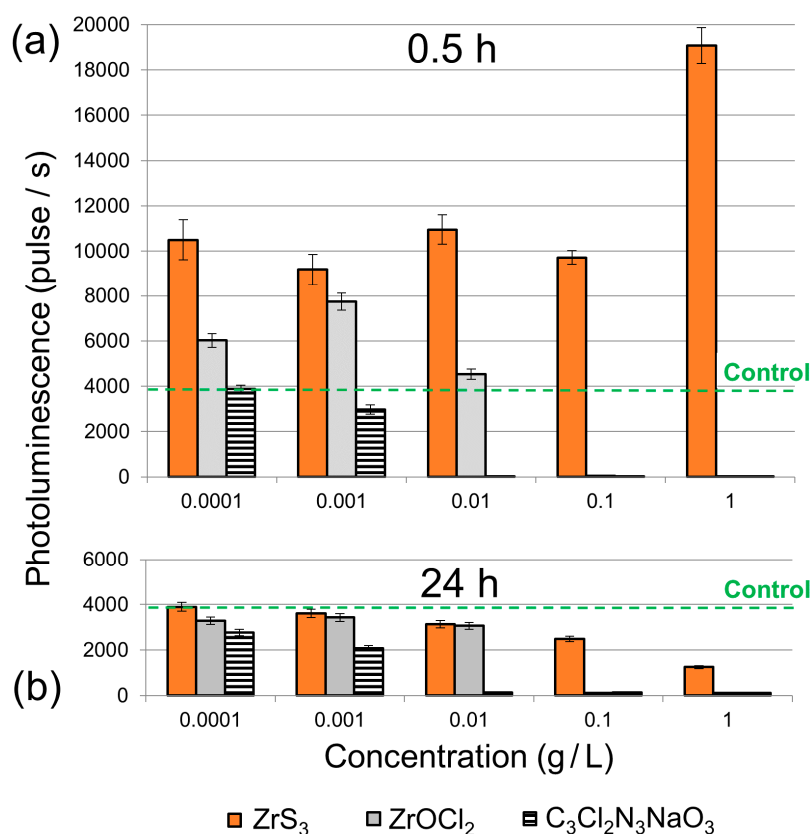 (a)
0.5 h
20000
18000
16000
14000
12000
10000
8000
6000
4000
2000
0
Control
0.0001 0.001 0.01 0.1 1
Photoluminescence (pulse / s)
(b)
24 h
6000
4000
2000
0
Control
0.0001 0.001 0.01 0.1 1
Concentration (g / L)
ZrS₃ ZrOCl₂ C₃Cl₂N₃NaO₃